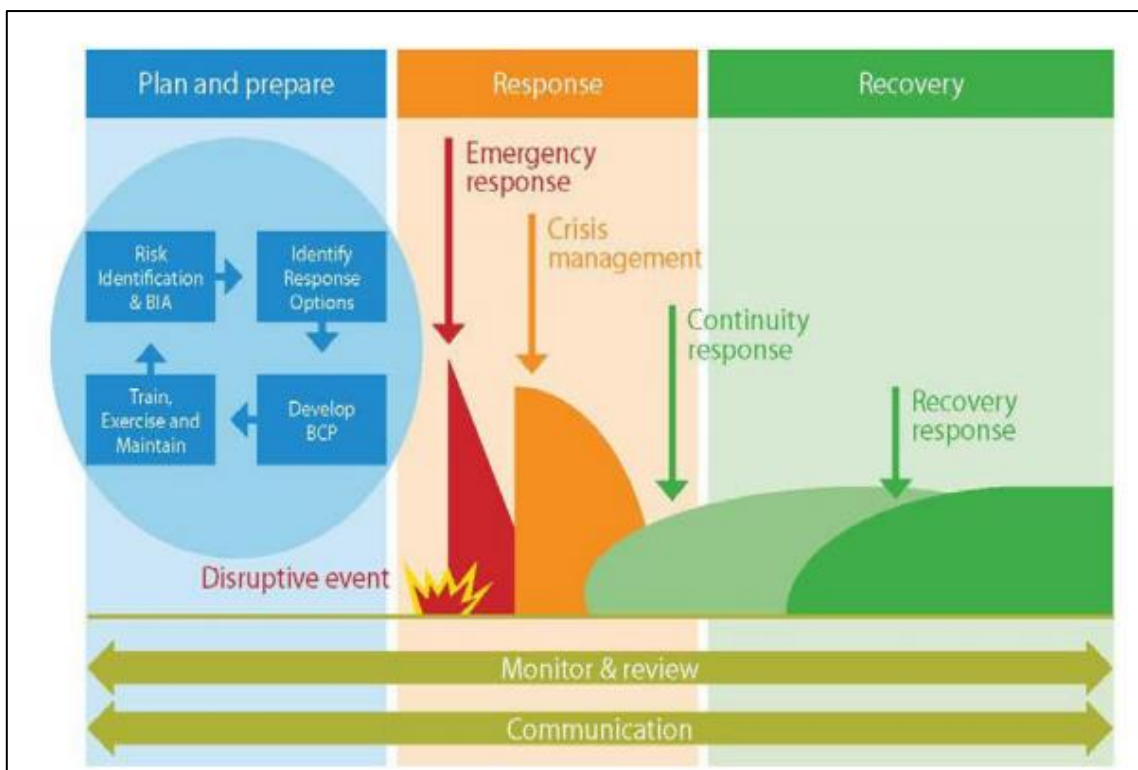 Plan and prepare
Response
Recovery
Risk
Identification
& BIA
Identify
Response
Options
Train,
Exercise and
Maintain
Develop
BCP
Disruptive event
Emergency
response
Crisis
management
Continuity
response
Recovery
response
Monitor & review
Communication